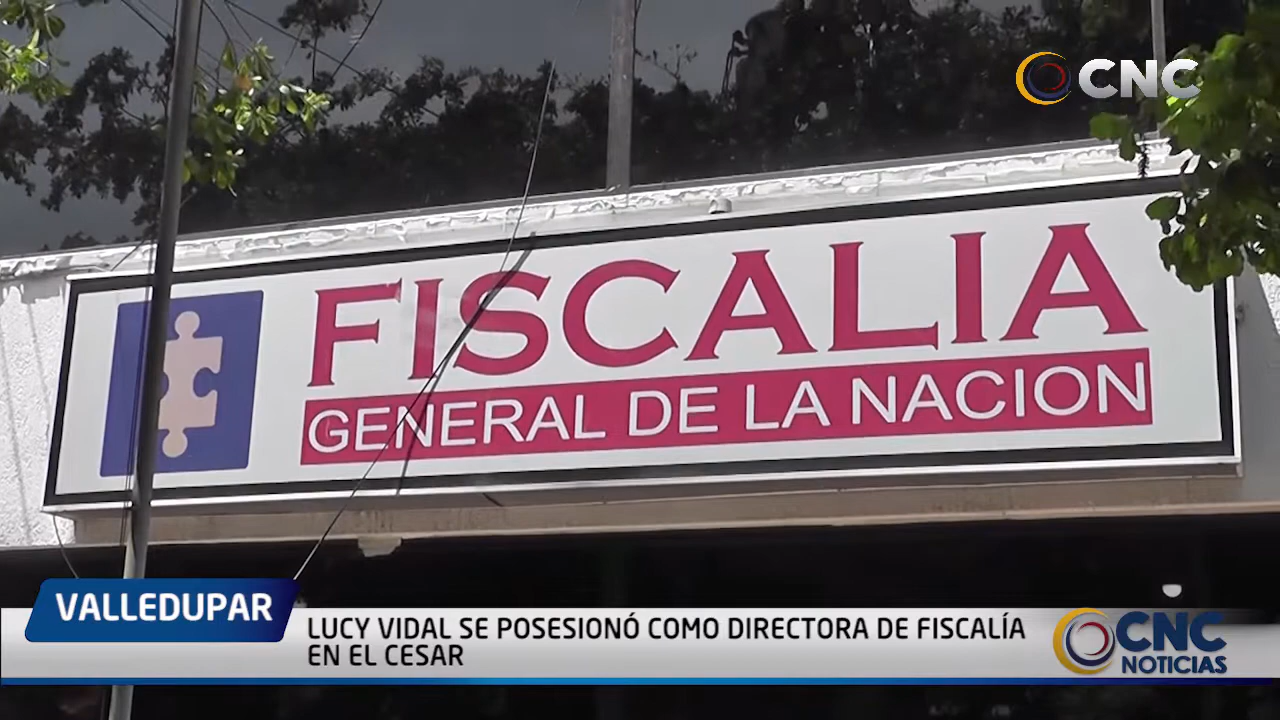 CNC
FISCALIA
GENERAL DE LA NACION
VALLEDUPAR
LUCY VIDAL SE POSESIONÓ COMO DIRECTORA DE FISCALÍA
EN EL CESAR
CNC
NOTICIAS